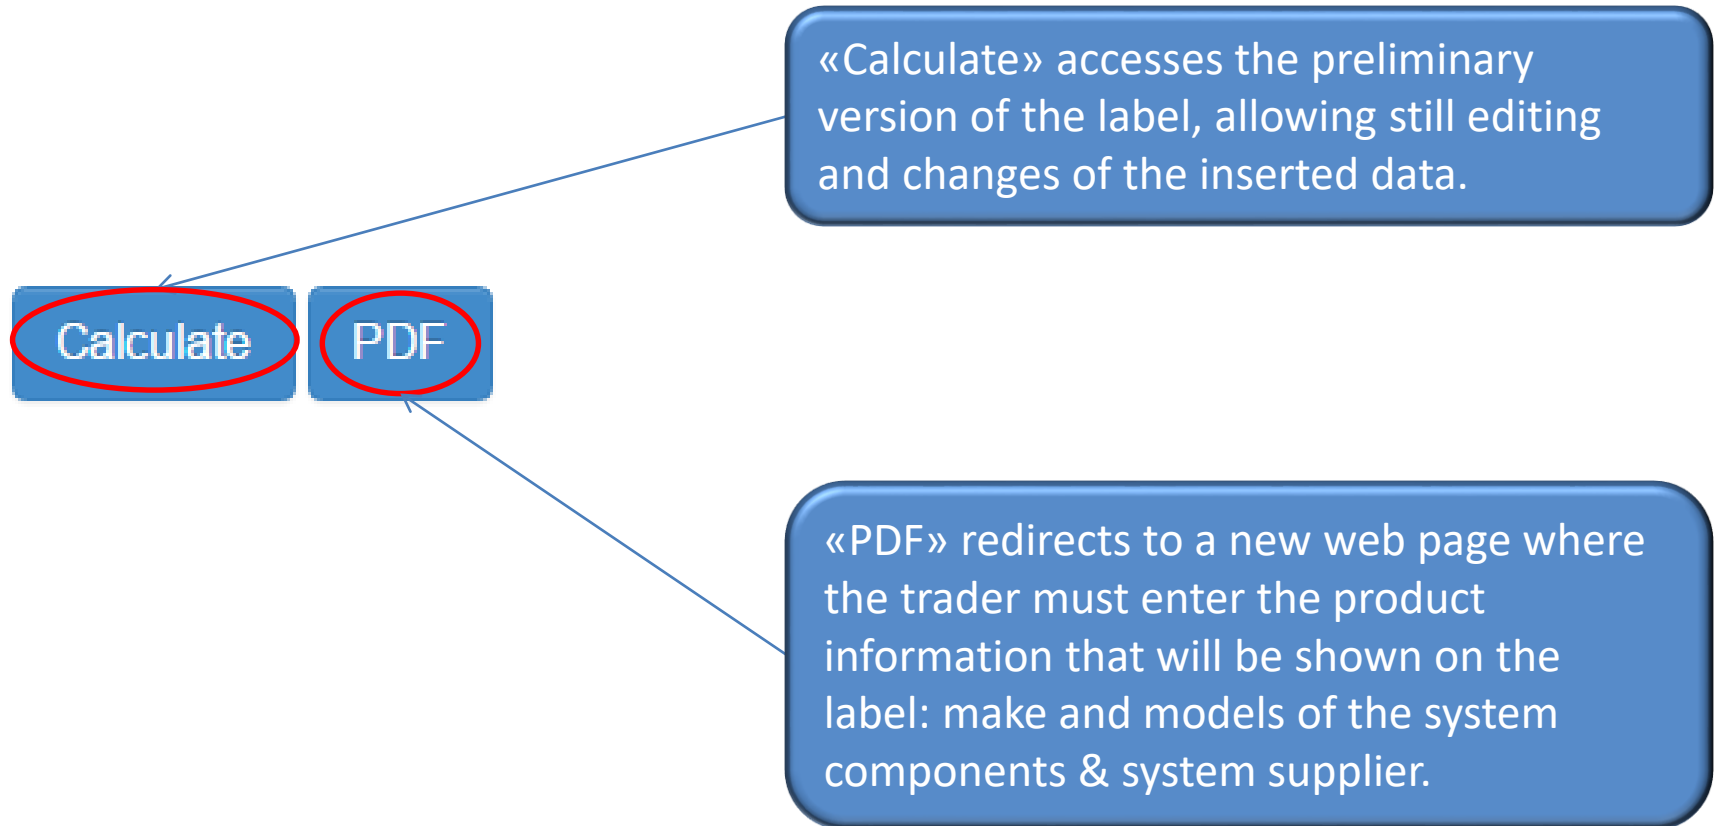 «Calculate» accesses the preliminary
version of the label, allowing still editing
and changes of the inserted data.
Calculate PDF
«PDF» redirects to a new web page where
the trader must enter the product
information that will be shown on the
label: make and models of the system
components & system supplier.